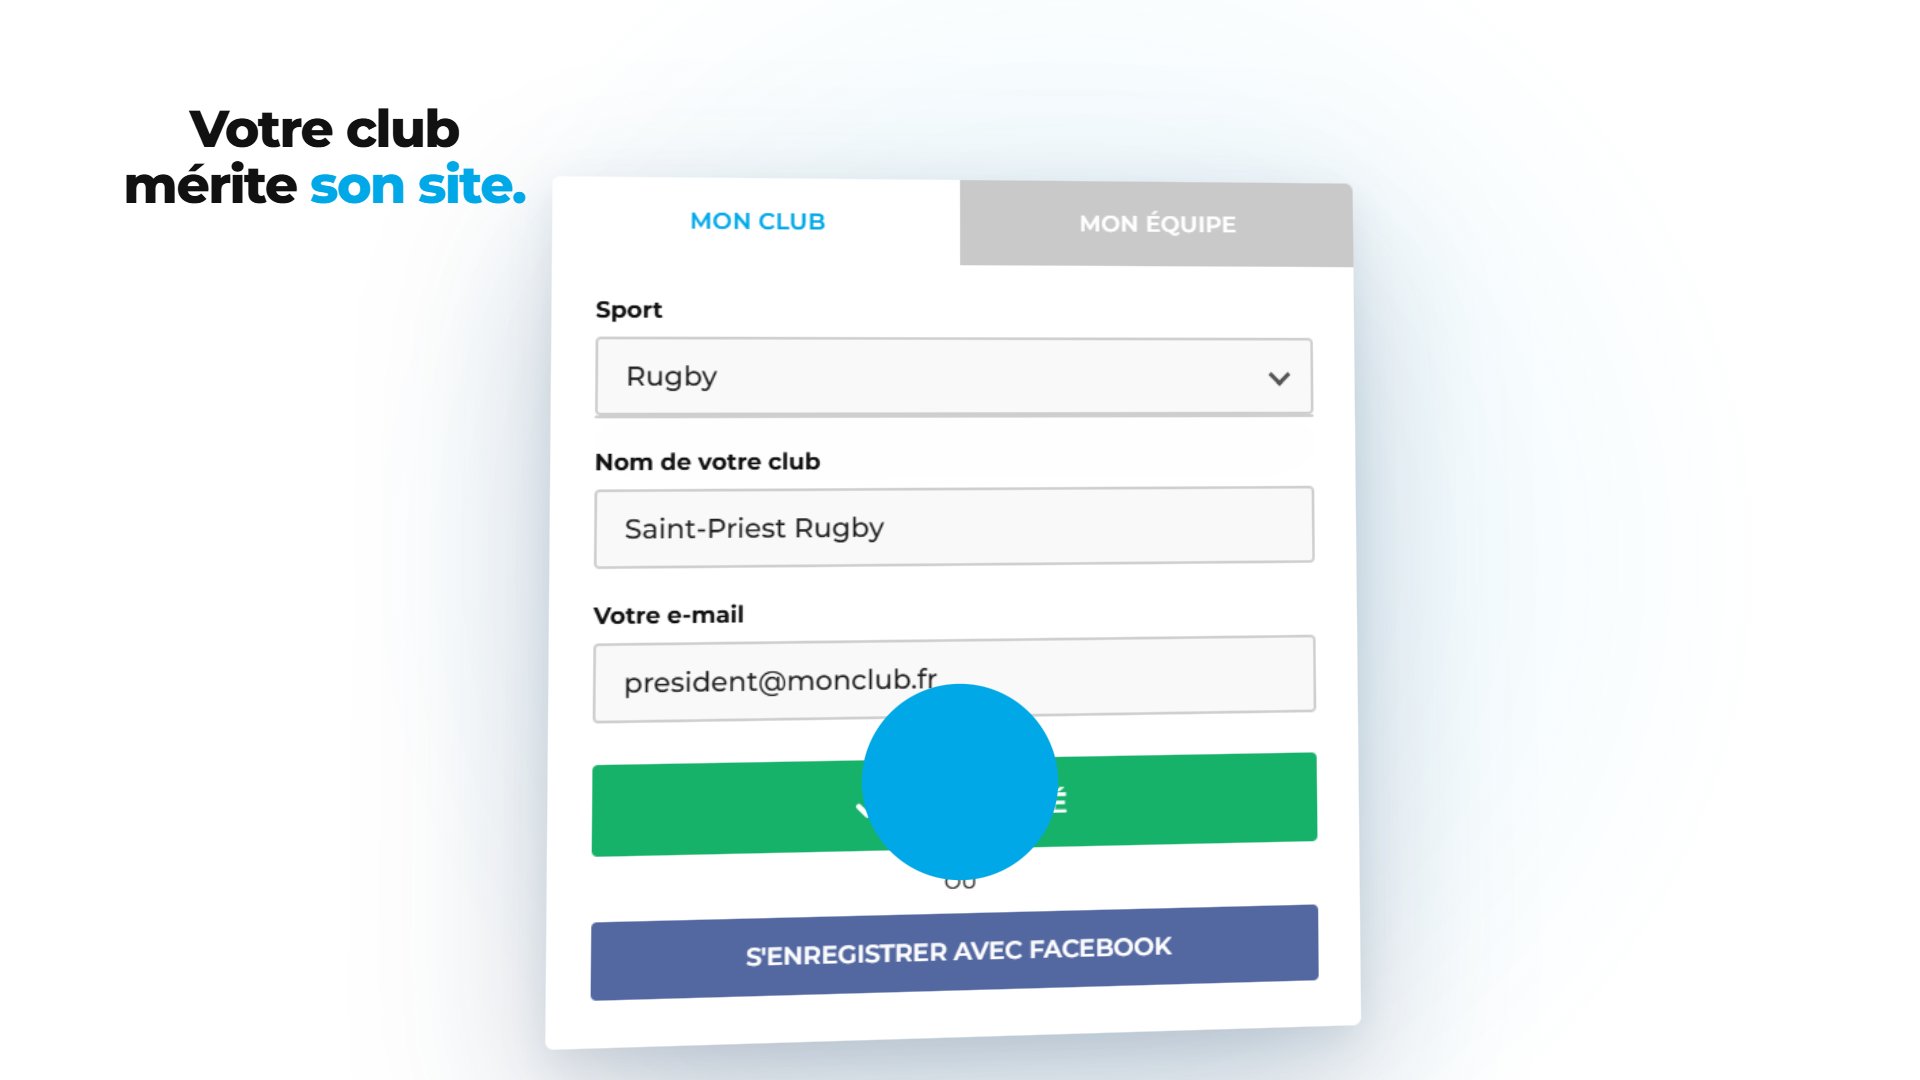 Votre club
mérite son site.
MON CLUB
MON ÉQUIPE
Sport
Rugby
Nom de votre club
Saint-Priest Rugby
Votre e-mail
president@monclub.fr
OU
S'ENREGISTRER AVEC FACEBOOK